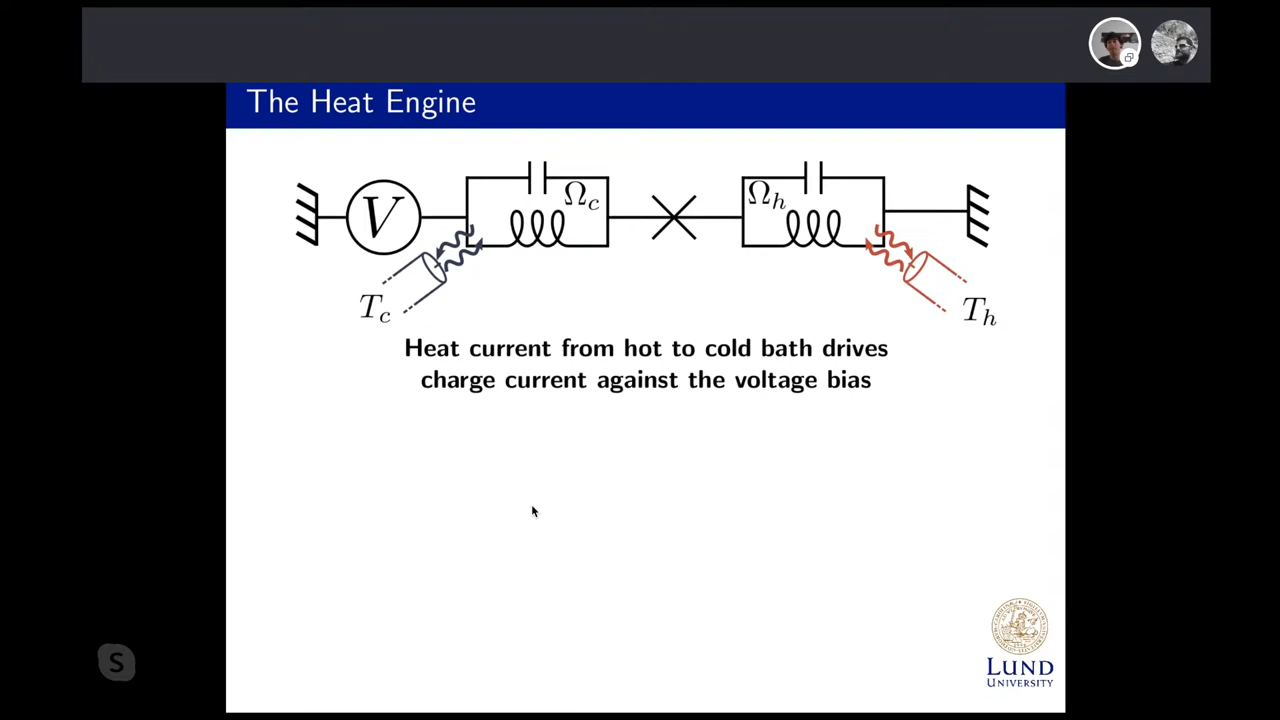 The Heat Engine
V
Ω_c
Ω_h
T_c
T_h
Heat current from hot to cold bath drives
charge current against the voltage bias
S
LUND
UNIVERSITY